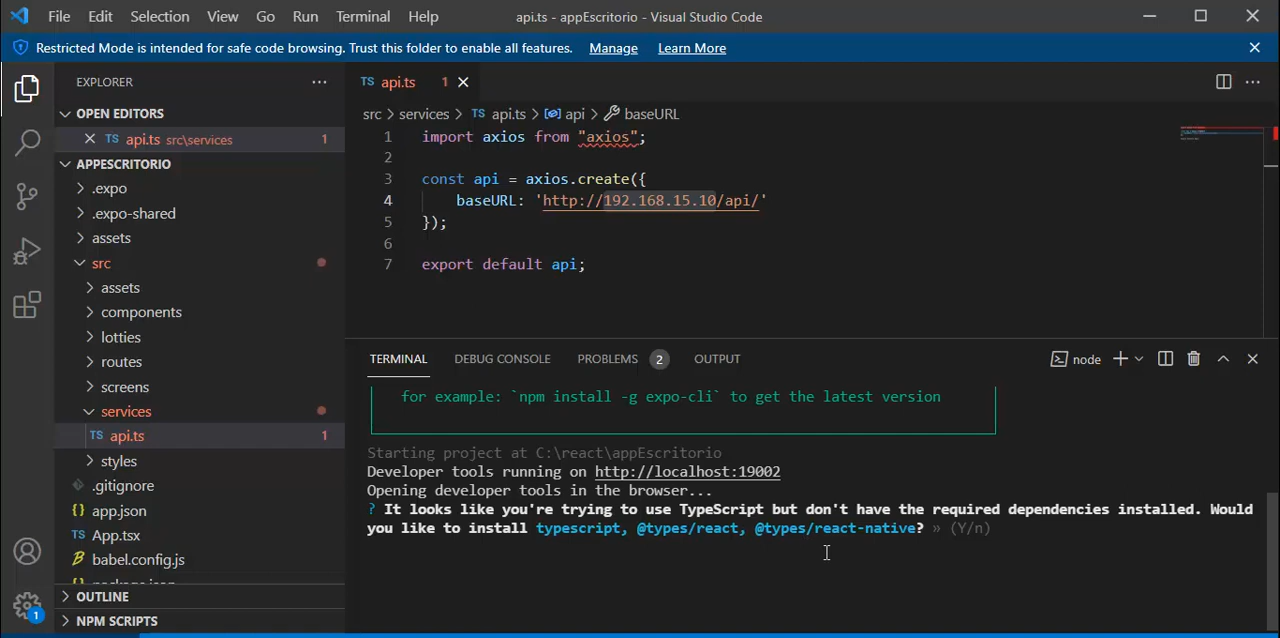 File Edit Selection View Go Run Terminal Help api.ts - appEscritorio - Visual Studio Code
Restricted Mode is intended for safe code browsing. Trust this folder to enable all features. Manage Learn More
EXPLORER
OPEN EDITORS
TS api.ts src\services 1
APPESCRITORIO
.expo
.expo-shared
assets
src
assets
components
lotties
routes
screens
services
TS api.ts 1
styles
.gitignore
{} app.json
TS App.tsx
babel.config.js
OUTLINE
NPM SCRIPTS
1
TS api.ts 1
src > services > TS api.ts > api > baseURL
1 import axios from "axios";
2
3 const api = axios.create({
4 baseURL: 'http://192.168.15.10/api/'
5 });
6
7 export default api;
TERMINAL DEBUG CONSOLE PROBLEMS 2 OUTPUT node
for example: `npm install -g expo-cli` to get the latest version
Starting project at C:\react\appEscritorio
Developer tools running on http://localhost:19002
Opening developer tools in the browser...
? It looks like you're trying to use TypeScript but don't have the required dependencies installed. Would
you like to install typescript, @types/react, @types/react-native? » (Y/n)